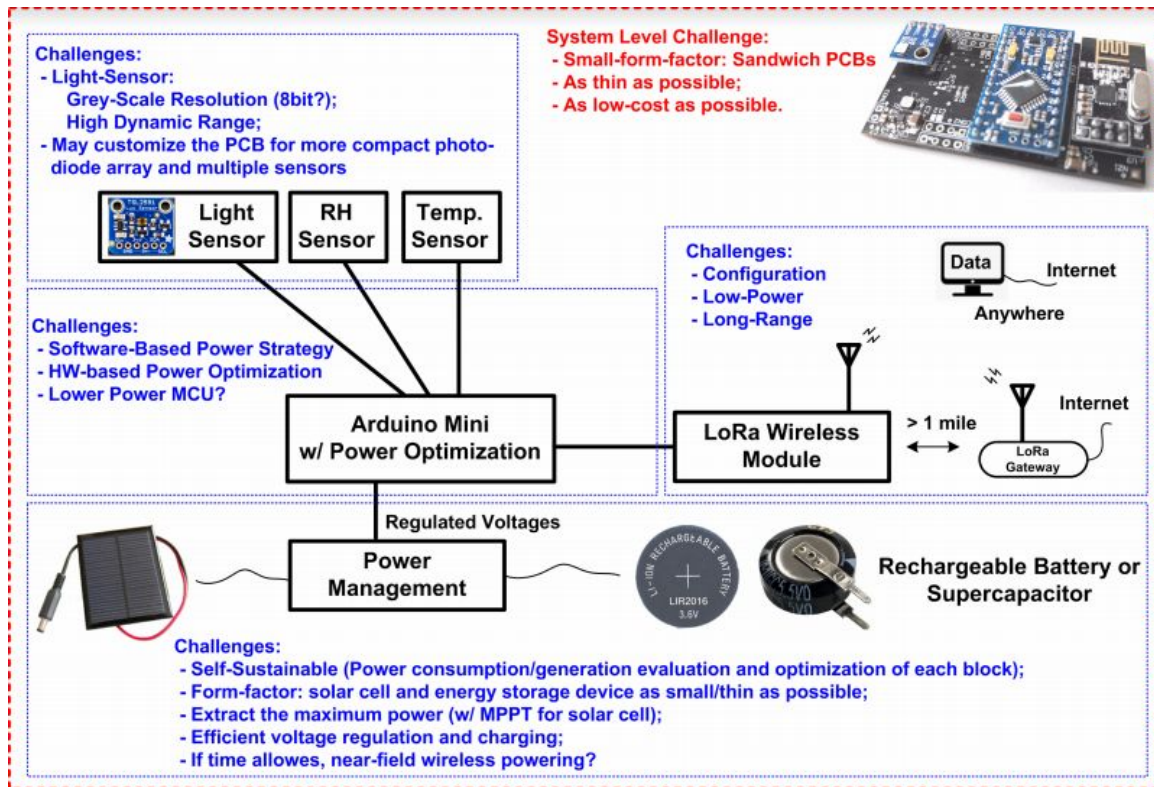 Challenges:
- Light-Sensor:
Grey-Scale Resolution (8bit?);
High Dynamic Range;
- May customize the PCB for more compact photo-
diode array and multiple sensors
System Level Challenge:
- Small-form-factor: Sandwich PCBs
- As thin as possible;
- As low-cost as possible.
Light
Sensor
RH
Sensor
Temp.
Sensor
Challenges:
- Software-Based Power Strategy
- HW-based Power Optimization
- Lower Power MCU?
Arduino Mini
w/ Power Optimization
Challenges:
- Configuration
- Low-Power
- Long-Range
Data
Internet
Anywhere
LoRa Wireless
Module
> 1 mile
Internet
LoRa
Gateway
Regulated Voltages
Power
Management
LI-ION RECHARGEABLE BATTERY
LIR2016
3.6V
Rechargeable Battery or
Supercapacitor
Challenges:
- Self-Sustainable (Power consumption/generation evaluation and optimization of each block);
- Form-factor: solar cell and energy storage device as small/thin as possible;
- Extract the maximum power (w/ MPPT for solar cell);
- Efficient voltage regulation and charging;
- If time allowes, near-field wireless powering?